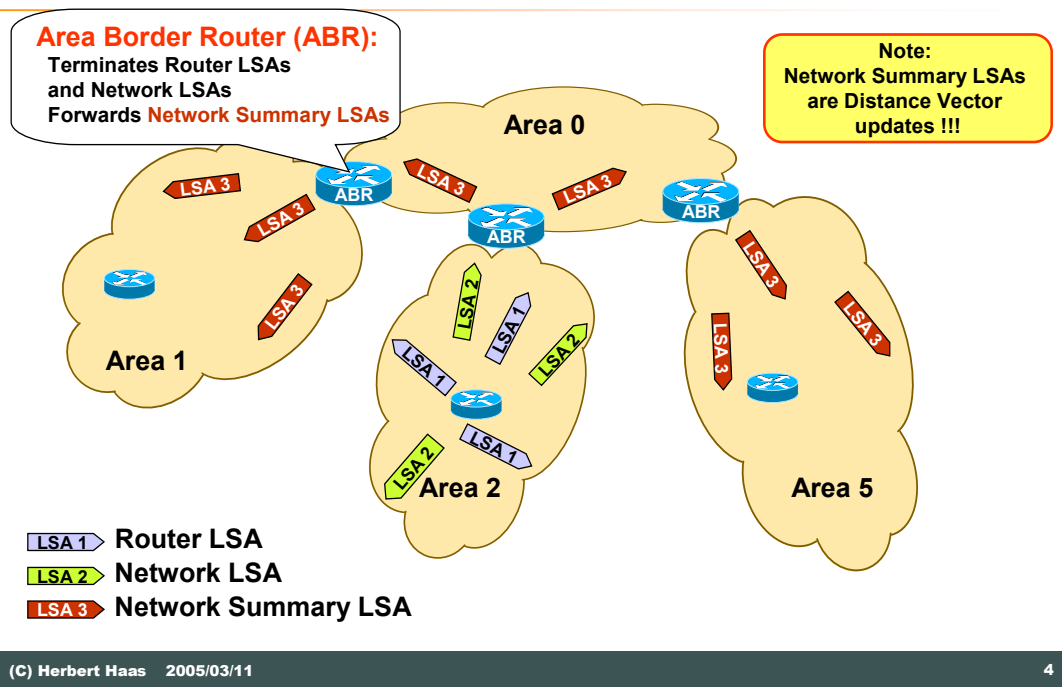 Area Border Router (ABR):
Terminates Router LSAs
and Network LSAs
Forwards Network Summary LSAs
Note:
Network Summary LSAs
are Distance Vector
updates !!!
Area 0
LSA 3
LSA 3
LSA 3
LSA 3
LSA 3
ABR
ABR
ABR
Area 1
LSA 2
LSA 1
LSA 2
LSA 1
LSA 1
LSA 2
Area 2
LSA 3
LSA 3
LSA 3
Area 5
LSA 1 Router LSA
LSA 2 Network LSA
LSA 3 Network Summary LSA
(C) Herbert Haas 2005/03/11
4